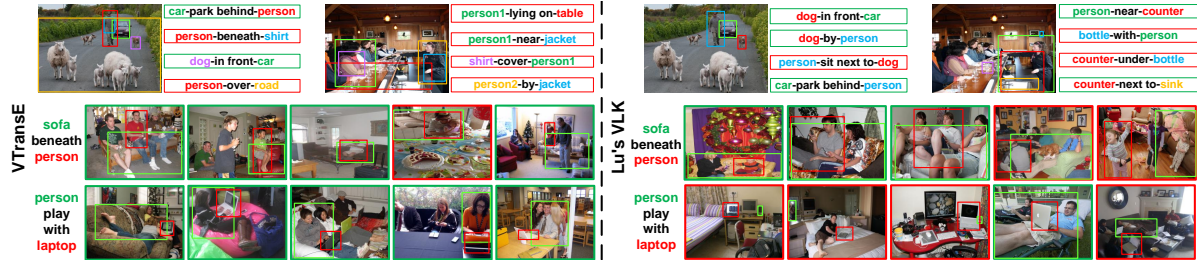 VTransE
car-park behind-person
person-beneath-shirt
dog-in front-car
person-over-road
person1-lying on-table
person1-near-jacket
shirt-cover-person1
person2-by-jacket
sofa
beneath
person
person
play
with
laptop
Lu's VLK
dog-in front-car
dog-by-person
person-sit next to-dog
car-park behind-person
person-near-counter
bottle-with-person
counter-under-bottle
counter-next to-sink
sofa
beneath
person
person
play
with
laptop